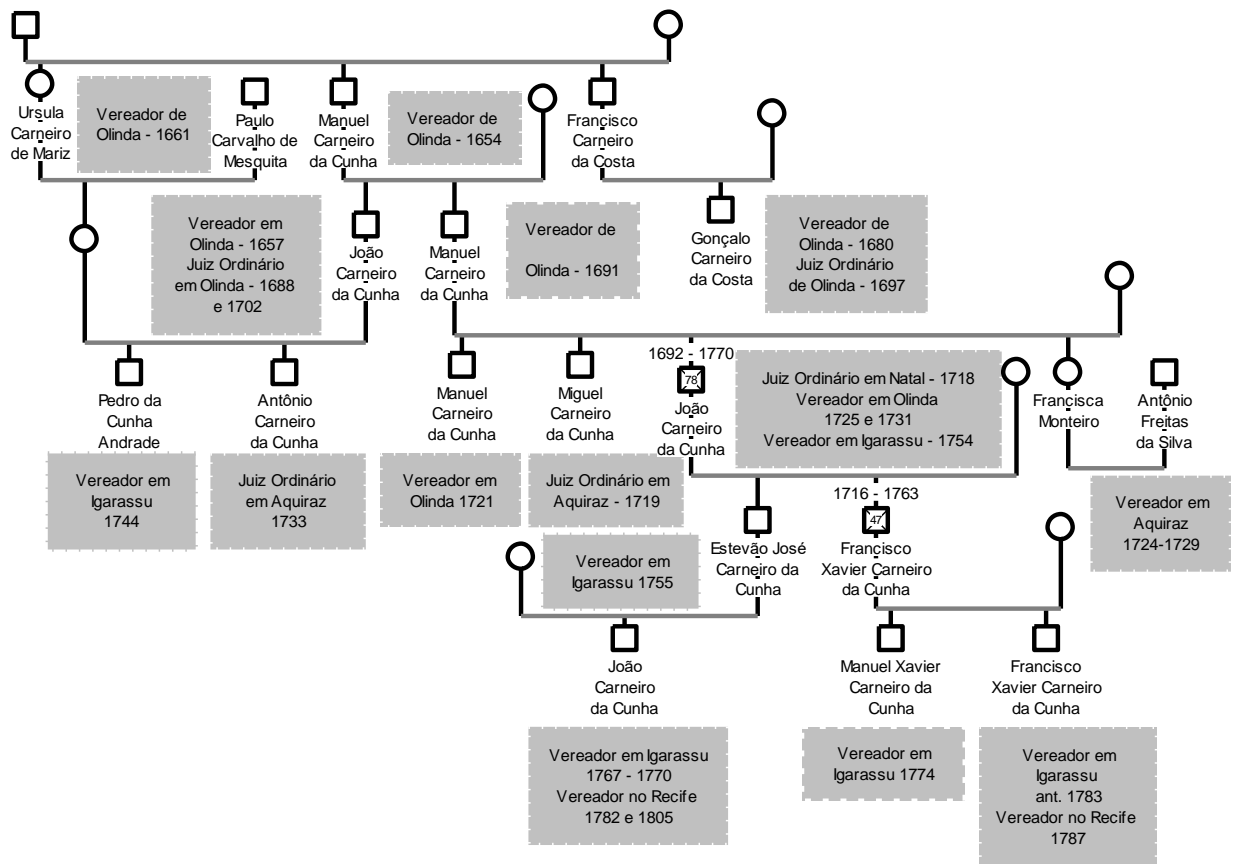 Ursula
Carneiro
de Mariz
Vereador de
Olinda - 1661
Paulo
Carvalho de
Mesquita
Manuel
Carneiro
da Cunha
Vereador de
Olinda - 1654
Francisco
Carneiro
da Costa
Vereador em
Olinda - 1657
Juiz Ordinário
em Olinda - 1688
e 1702
João
Carneiro
da Cunha
Manuel
Carneiro
da Cunha
Vereador de
Olinda - 1691
Gonçalo
Carneiro
da Costa
Vereador de
Olinda - 1680
Juiz Ordinário
de Olinda - 1697
Pedro da
Cunha
Andrade
Antônio
Carneiro
da Cunha
Manuel
Carneiro
da Cunha
Miguel
Carneiro
da Cunha
1692 - 1770
78
João
Carneiro
da Cunha
Juiz Ordinário em Natal - 1718
Vereador em Olinda
1725 e 1731
Vereador em Igarassu - 1754
Francisca
Monteiro
Antônio
Freitas
da Silva
Vereador em
Igarassu
1744
Juiz Ordinário
em Aquiraz
1733
Vereador em
Olinda 1721
Juiz Ordinário em
Aquiraz - 1719
Vereador em
Aquiraz
1724-1729
Vereador em
Igarassu 1755
Estevão José
Carneiro da
Cunha
1716 - 1763
47
Francisco
Xavier Carneiro
da Cunha
João
Carneiro
da Cunha
Manuel Xavier
Carneiro da
Cunha
Francisco
Xavier Carneiro
da Cunha
Vereador em Igarassu
1767 - 1770
Vereador no Recife
1782 e 1805
Vereador em
Igarassu 1774
Vereador em
Igarassu
ant. 1783
Vereador no Recife
1787